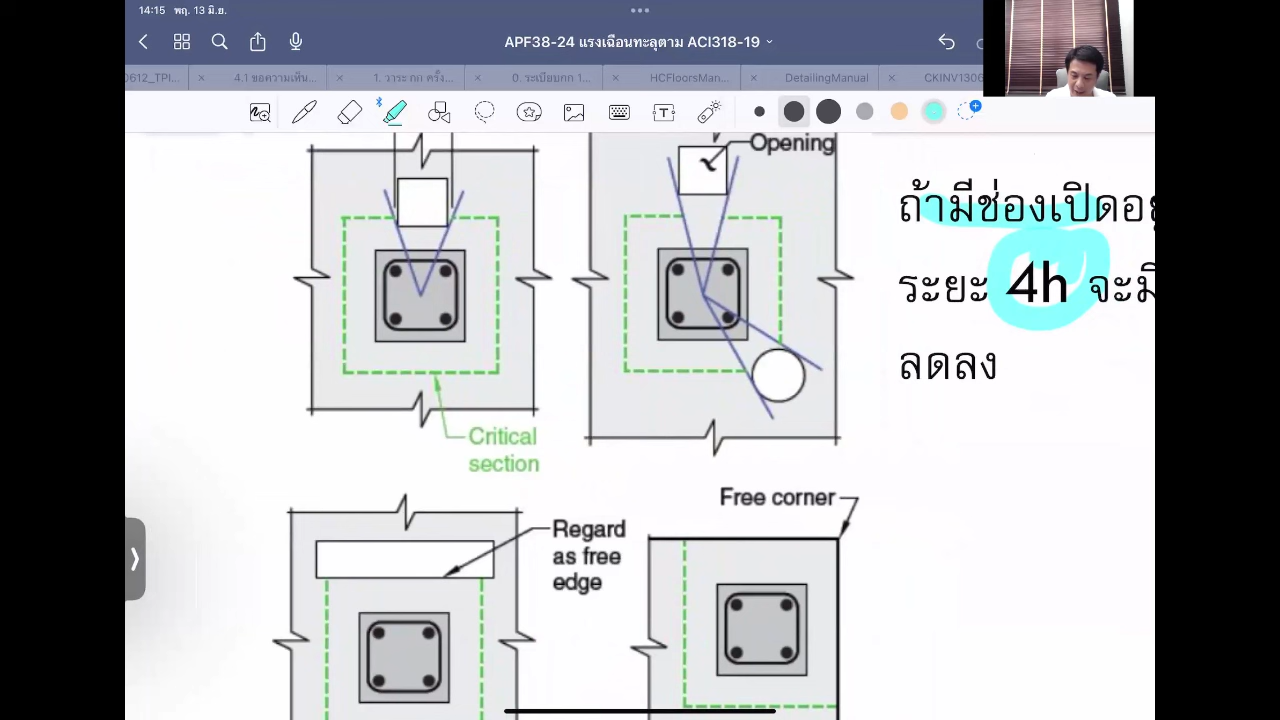 14:15 พฤ. 13 มิ.ย.
APF38-24 แรงเฉือนทะลุตาม ACI318-19
0612_TPI...
4.1 ขอความเห็น...
1. วาระ กก ครั้ง...
0. ระเบียบกก 1...
HCFloorsMan...
DetailingManual
CKINV1306
Opening
ถ้ามีช่องเปิดอยู
ระยะ 4h จะมี
ลดลง
Critical
section
Free corner
Regard
as free
edge